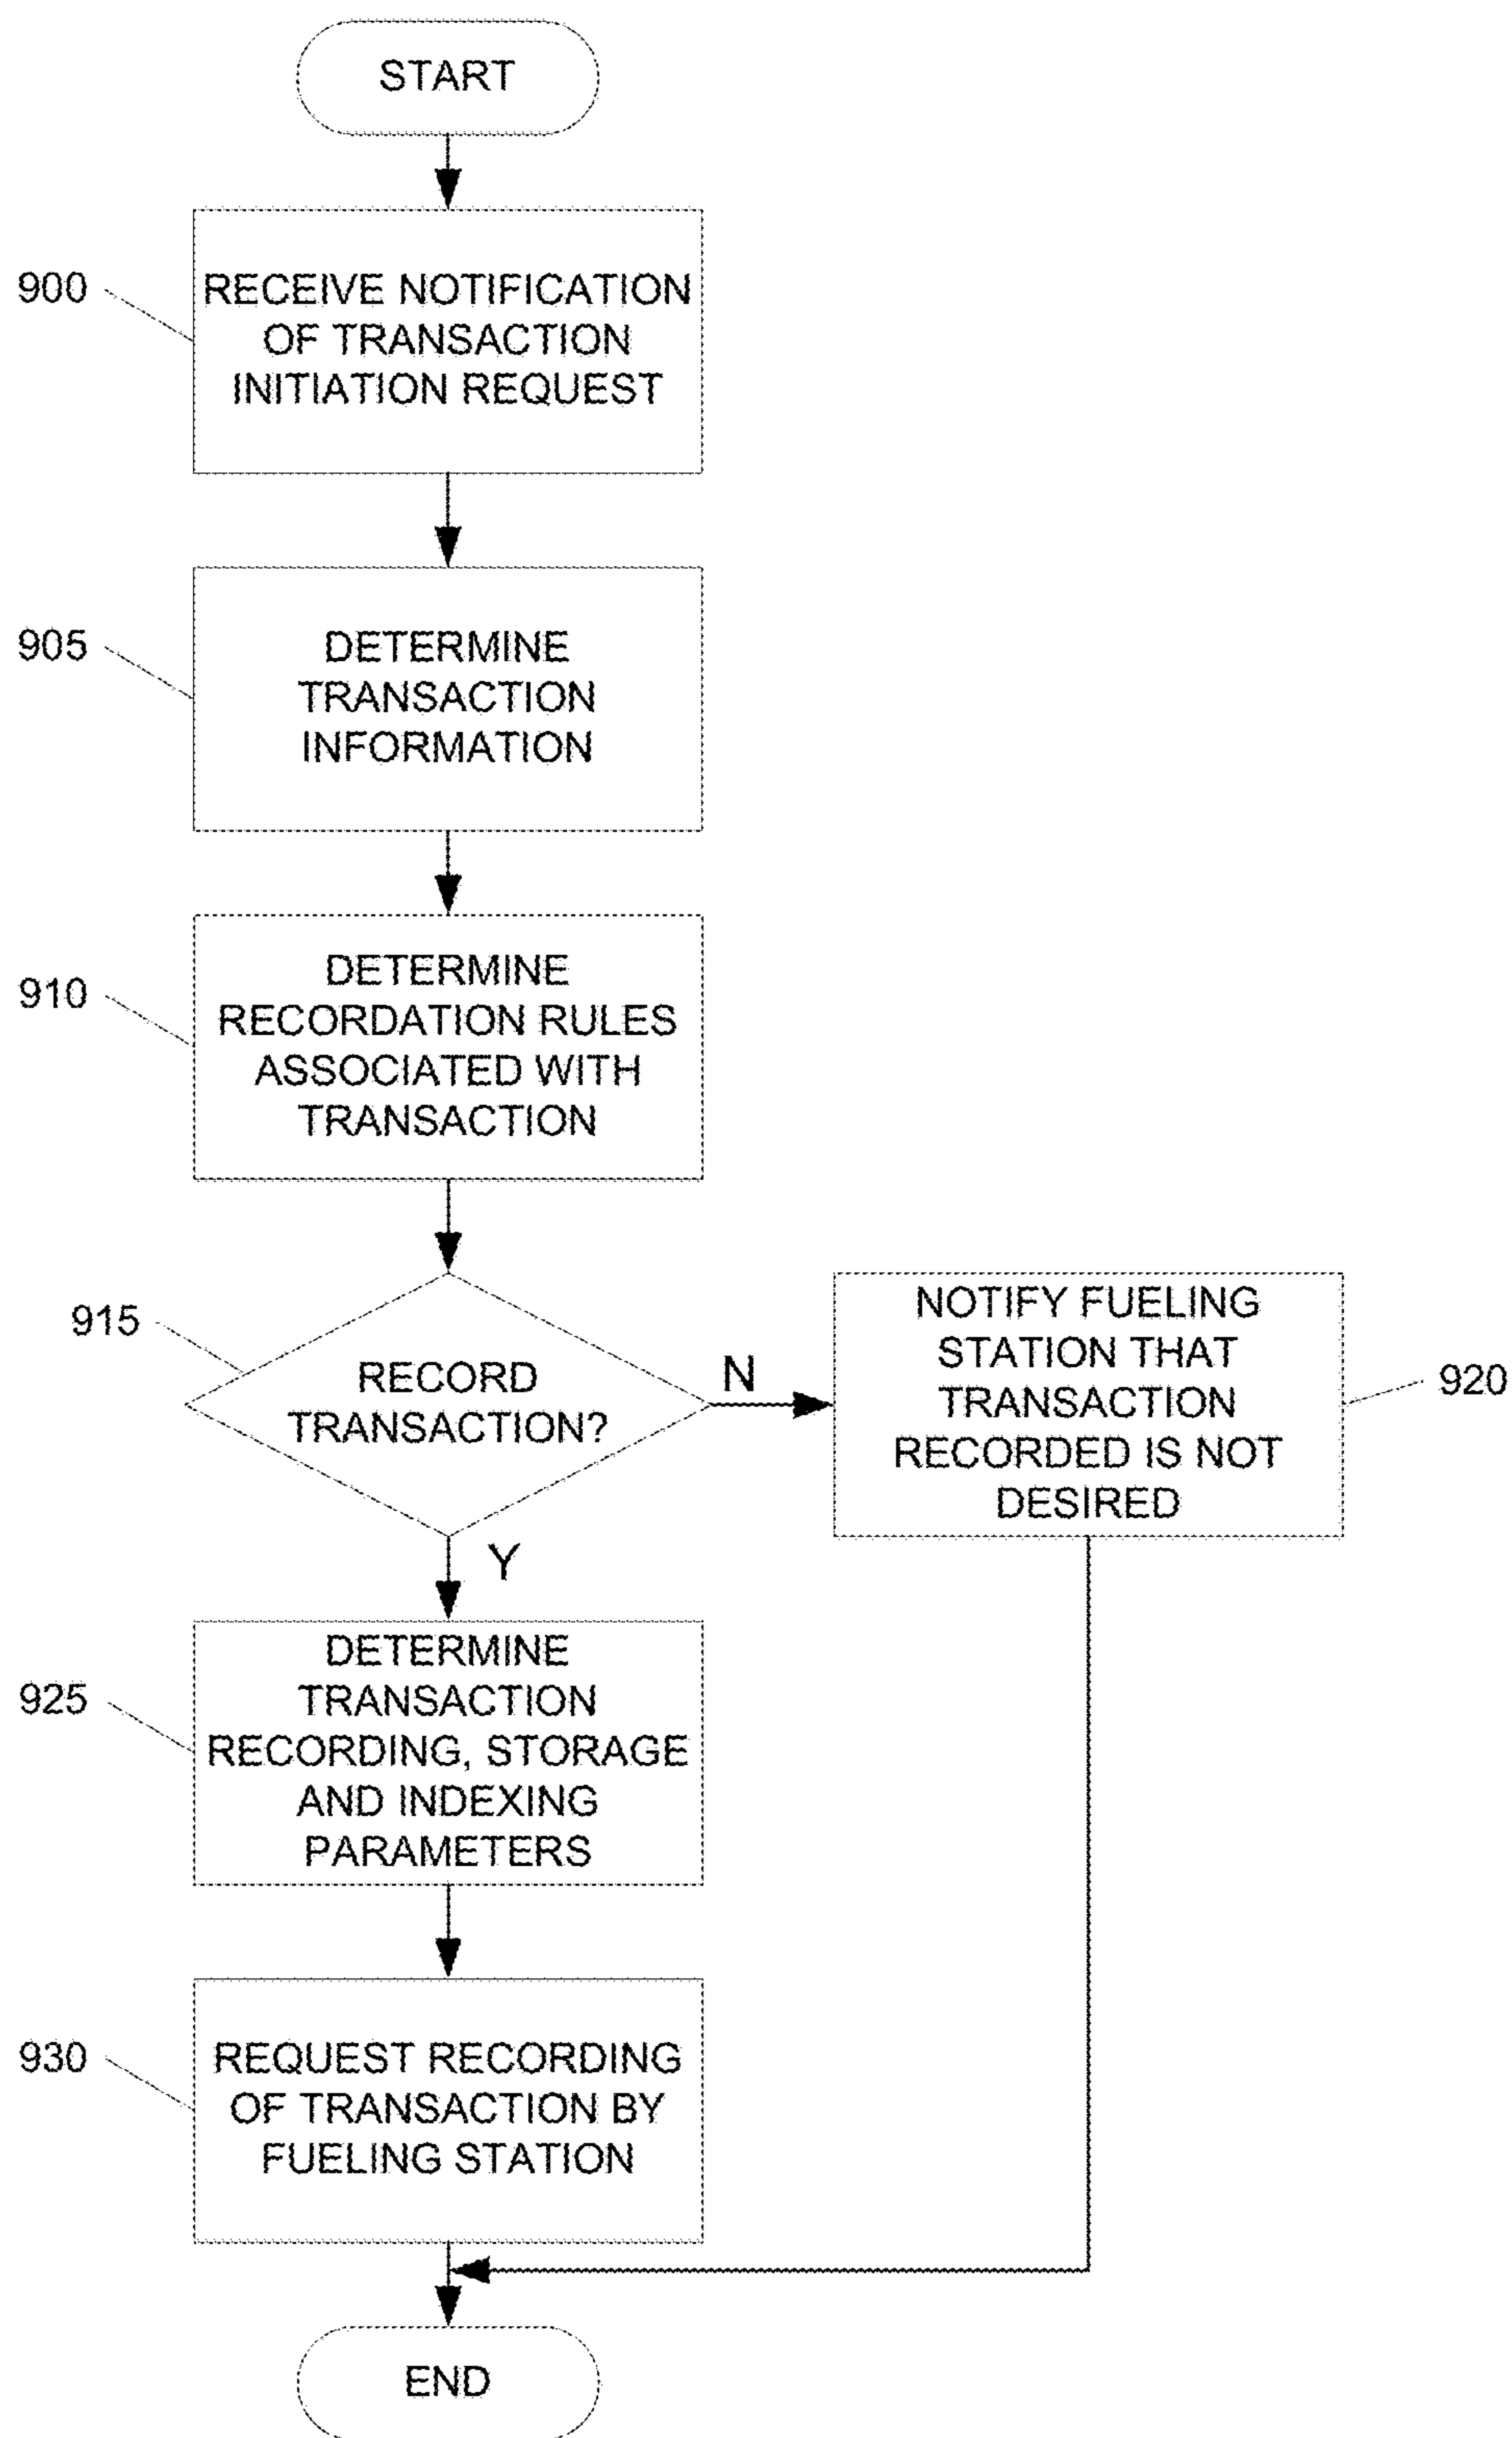 START
900
RECEIVE NOTIFICATION
OF TRANSACTION
INITIATION REQUEST
905
DETERMINE
TRANSACTION
INFORMATION
910
DETERMINE
RECORDATION RULES
ASSOCIATED WITH
TRANSACTION
915
RECORD
TRANSACTION?
N
NOTIFY FUELING
STATION THAT
TRANSACTION
RECORDED IS NOT
DESIRED
920
Y
925
DETERMINE
TRANSACTION
RECORDING, STORAGE
AND INDEXING
PARAMETERS
930
REQUEST RECORDING
OF TRANSACTION BY
FUELING STATION
END